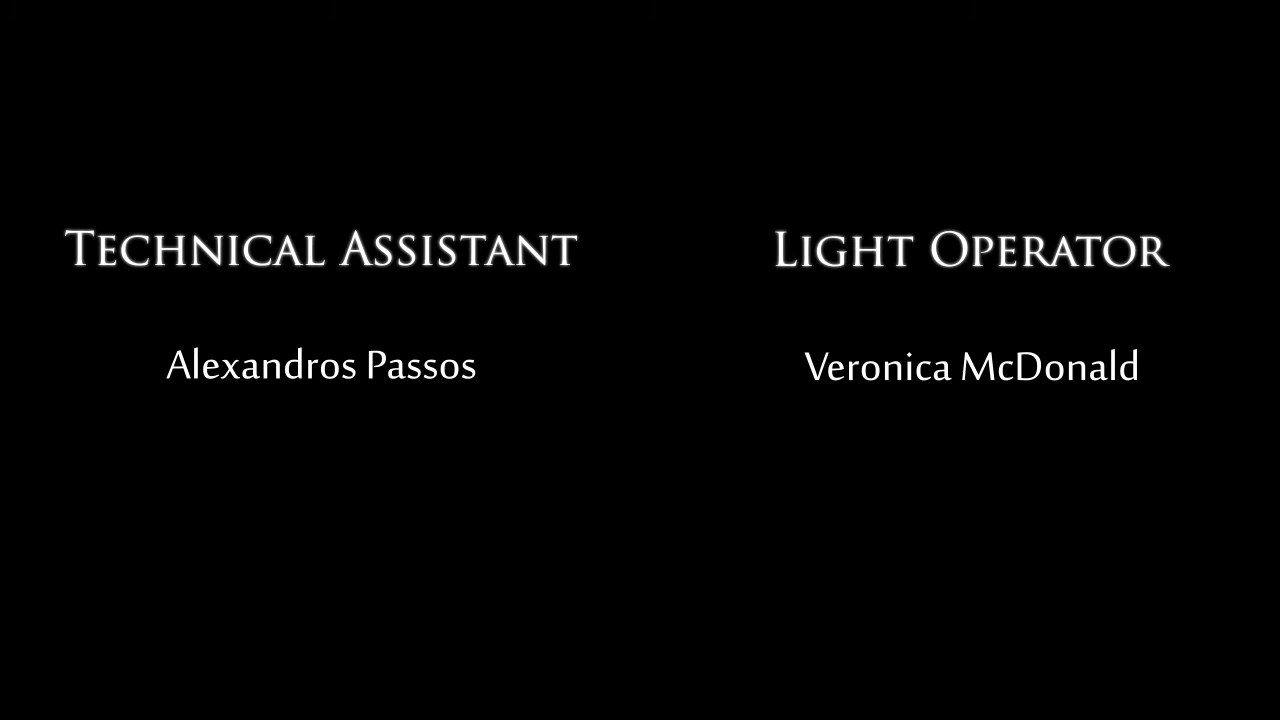 Technical Assistant
Alexandros Passos
Light Operator
Veronica McDonald